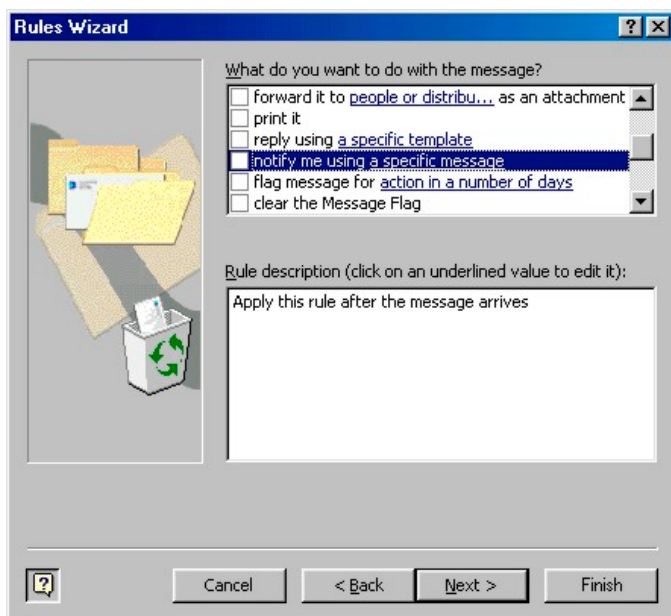 Rules Wizard
What do you want to do with the message?
forward it to people or distribu... as an attachment
print it
reply using a specific template
notify me using a specific message
flag message for action in a number of days
clear the Message Flag
Rule description (click on an underlined value to edit it):
Apply this rule after the message arrives
Cancel < Back Next > Finish